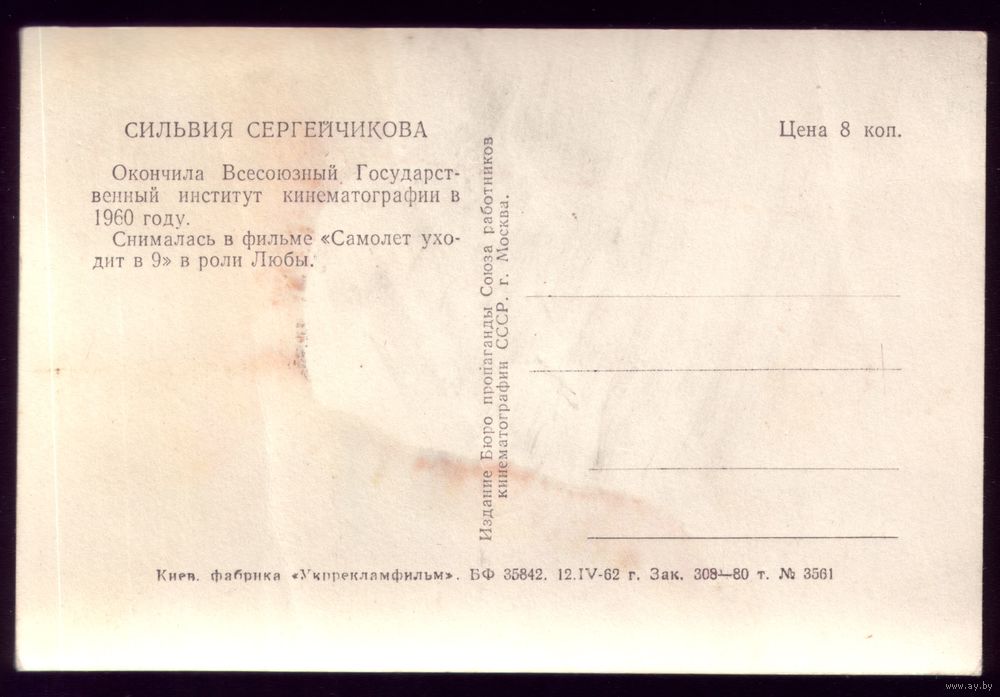 СИЛЬВИЯ СЕРГЕЙЧИКОВА
Окончила Всесоюзный Государст-
венный институт кинематографии в
1960 году.
Снималась в фильме «Самолет ухо-
дит в 9» в роли Любы.
Издание Бюро пропаганды Союза работников
кинематографии СССР. г. Москва.
Цена 8 коп.
Киев. фабрика «Укррекламфильм». БФ 35842. 12.IV-62 г. Зак. 308—80 т. № 3561
www.ay.by